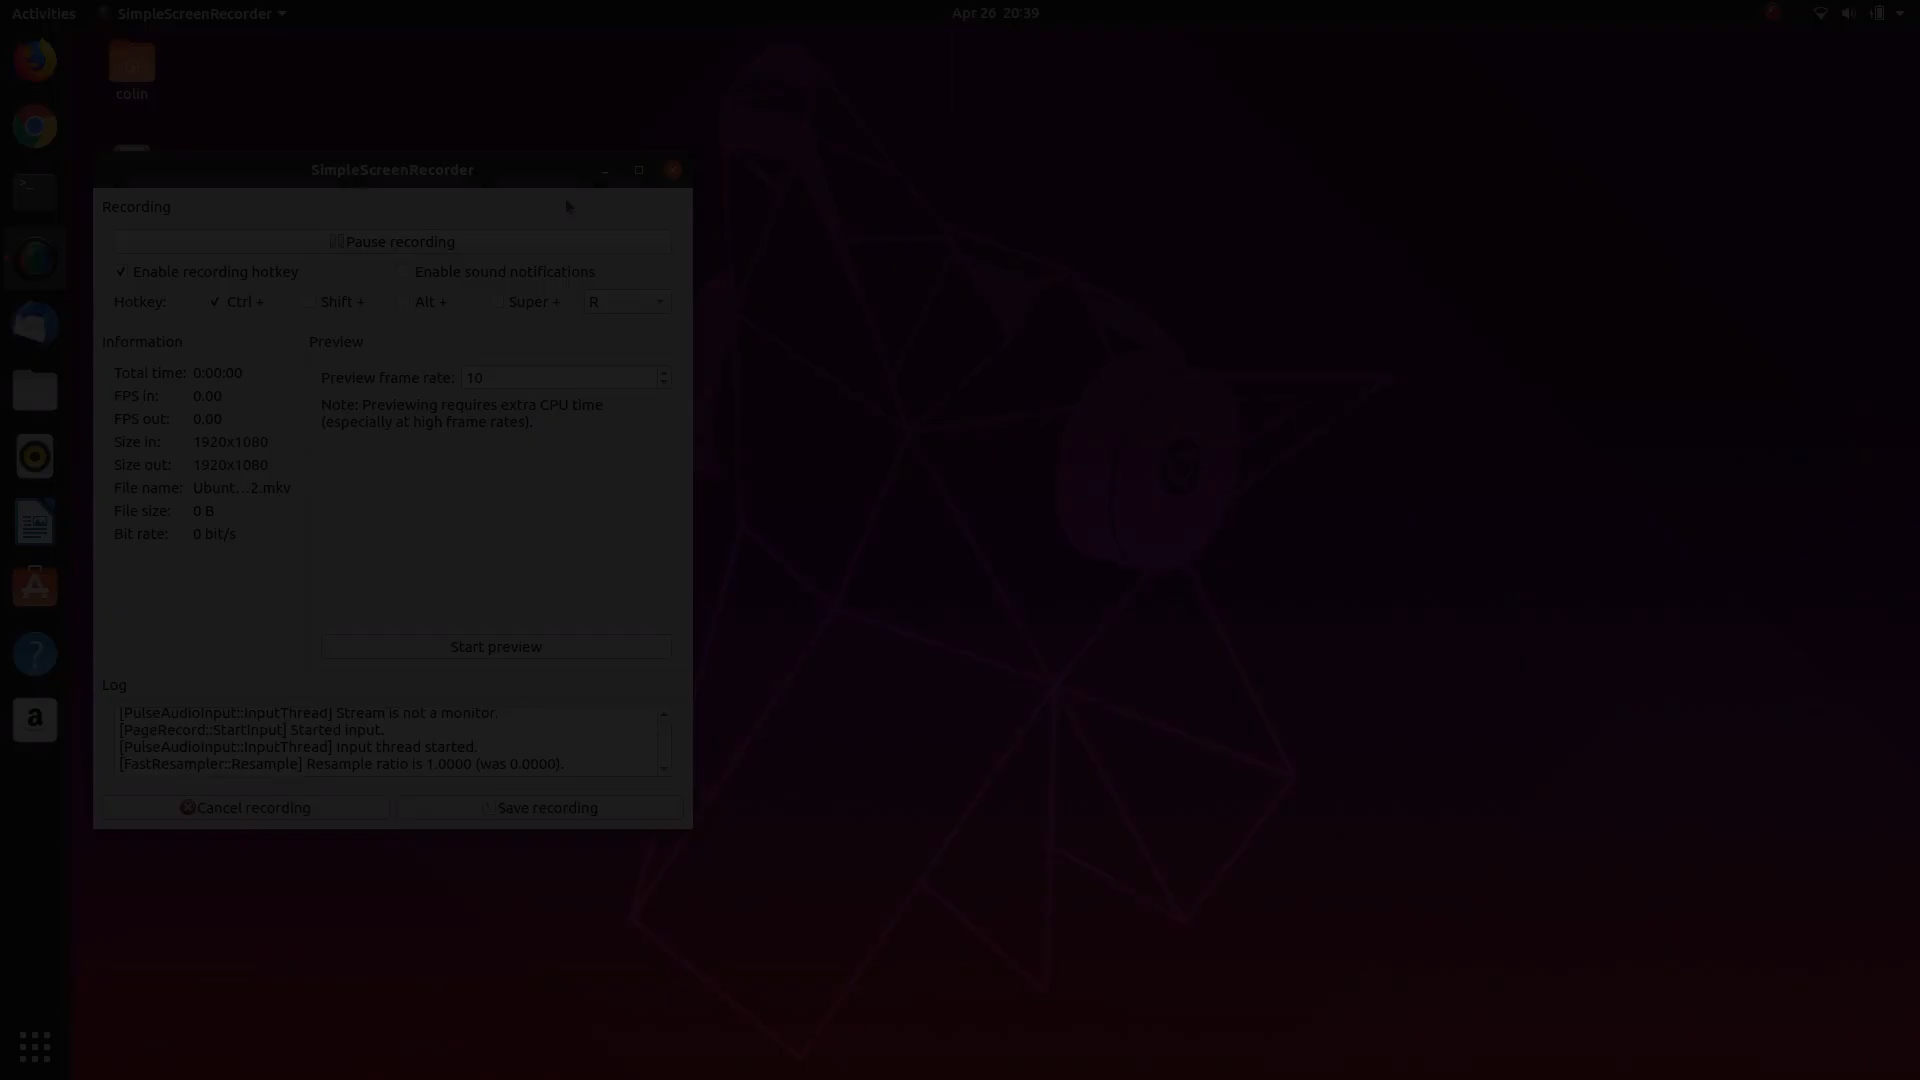 Activities
SimpleScreenRecorder
Apr 26 20:39
colin
SimpleScreenRecorder
Recording
Pause recording
Enable recording hotkey
Enable sound notifications
Hotkey:
Ctrl +
Shift +
Alt +
Super +
R
Information
Total time: 0:00:00
FPS in: 0.00
FPS out: 0.00
Size in: 1920x1080
Size out: 1920x1080
File name: Ubunt...2.mkv
File size: 0 B
Bit rate: 0 bit/s
Preview
Preview frame rate: 10
Note: Previewing requires extra CPU time
(especially at high frame rates).
Start preview
Log
[PulseAudioInput::InputThread] Stream is not a monitor.
[PageRecord::StartInput] Started input.
[PulseAudioInput::InputThread] Input thread started.
[FastResampler::Resample] Resample ratio is 1.0000 (was 0.0000).
Cancel recording
Save recording